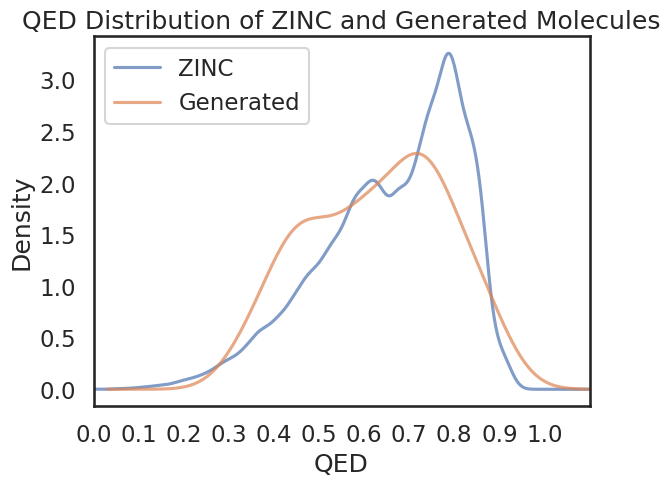 QED Distribution of ZINC and Generated Molecules
ZINC
Generated
Density
3.0
2.5
2.0
1.5
1.0
0.5
0.0
0.0 0.1 0.2 0.3 0.4 0.5 0.6 0.7 0.8 0.9 1.0
QED